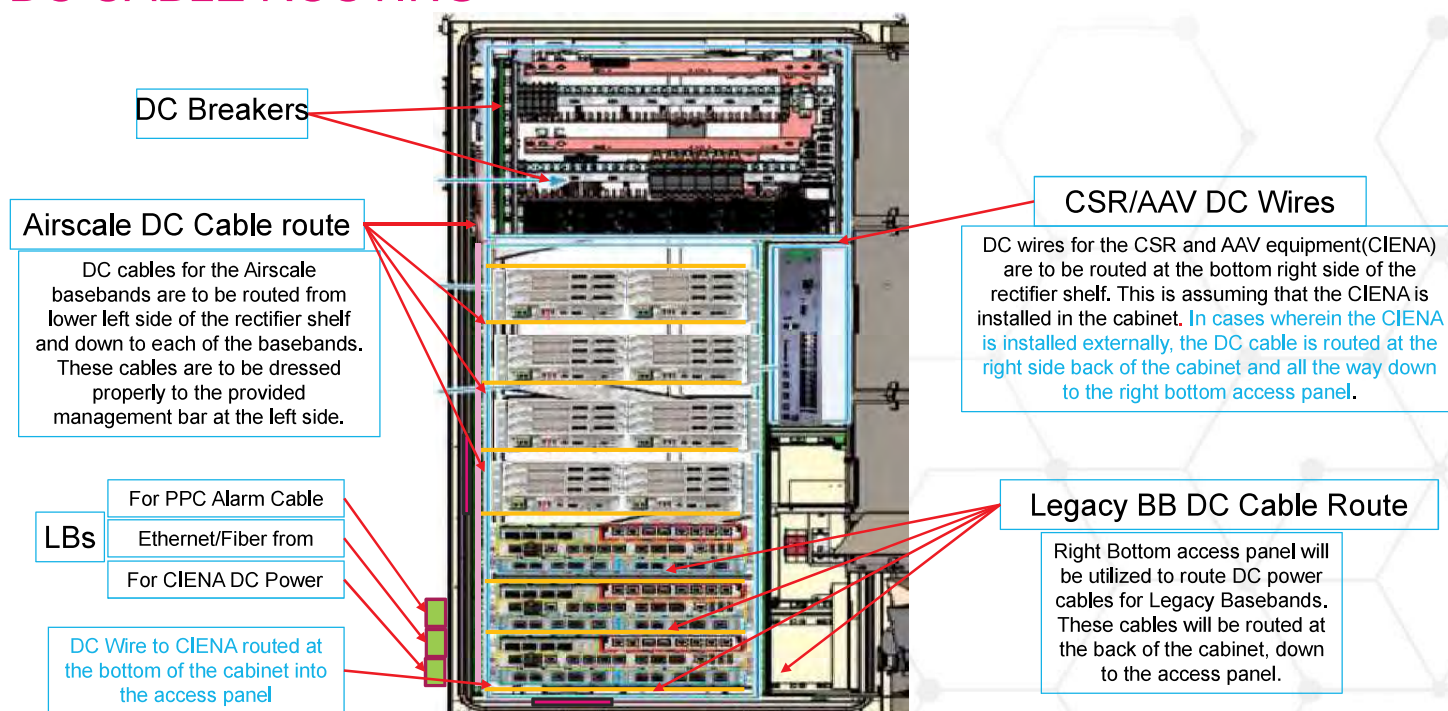 DC CABLE ROUTING
DC Breakers
Airscale DC Cable route
DC cables for the Airscale
basebands are to be routed from
lower left side of the rectifier shelf
and down to each of the basebands.
These cables are to be dressed
properly to the provided
management bar at the left side.
LBs
For PPC Alarm Cable
Ethernet/Fiber from
For CIENA DC Power
DC Wire to CIENA routed at
the bottom of the cabinet into
the access panel
CSR/AAV DC Wires
DC wires for the CSR and AAV equipment(CIENA)
are to be routed at the bottom right side of the
rectifier shelf. This is assuming that the CIENA is
installed in the cabinet. In cases wherein the CIENA
is installed externally, the DC cable is routed at the
right side back of the cabinet and all the way down
to the right bottom access panel.
Legacy BB DC Cable Route
Right Bottom access panel will
be utilized to route DC power
cables for Legacy Basebands.
These cables will be routed at
the back of the cabinet, down
to the access panel.